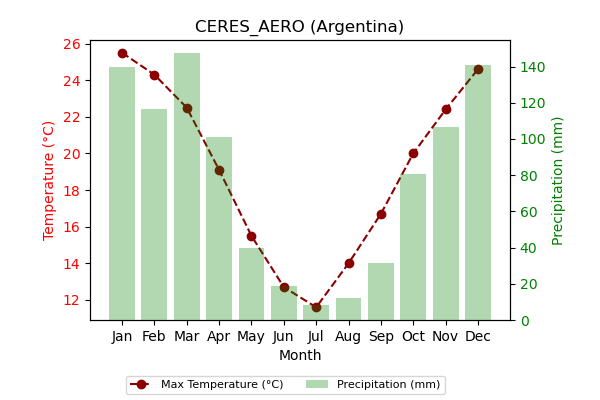 CERES_AERO (Argentina)
26
24
22
20
18
16
14
12
Temperature (°C)
140
120
100
80
60
40
20
0
Precipitation (mm)
Jan Feb Mar Apr May Jun Jul Aug Sep Oct Nov Dec
Month
Max Temperature (°C) Precipitation (mm)